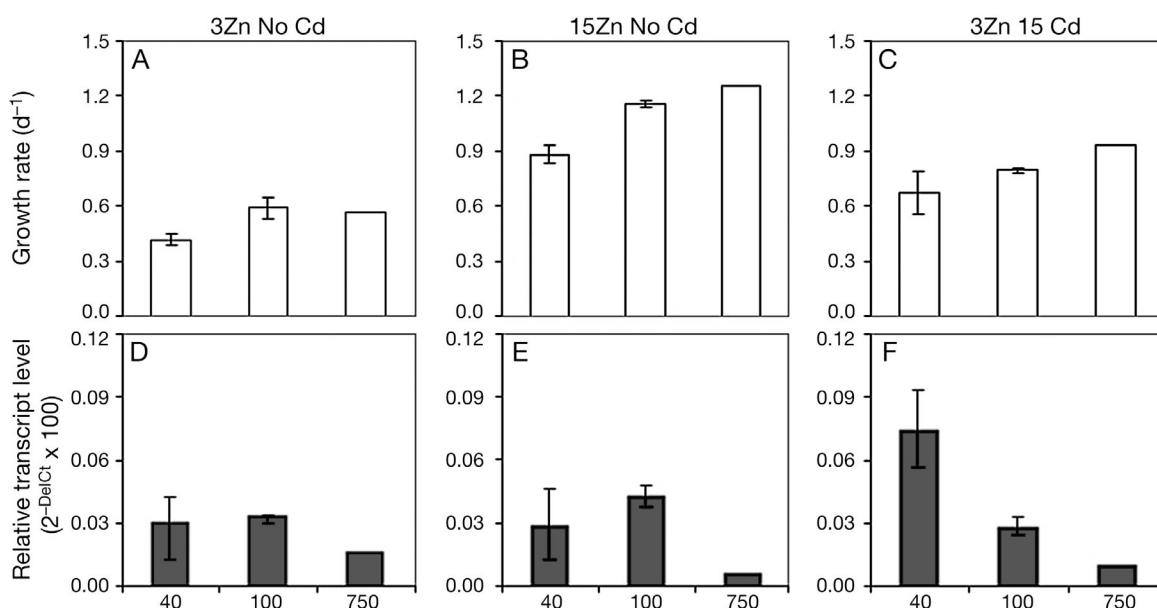 3Zn No Cd
15Zn No Cd
3Zn 15 Cd
Growth rate (d⁻¹)
1.5
1.2
0.9
0.6
0.3
0.0
A
1.5
1.2
0.9
0.6
0.3
0.0
B
1.5
1.2
0.9
0.6
0.3
0.0
C
Relative transcript level
(2⁻ᴰᵉˡᶜᵗ x 100)
0.12
0.09
0.06
0.03
0.00
D
40 100 750
0.12
0.09
0.06
0.03
0.00
E
40 100 750
0.12
0.09
0.06
0.03
0.00
F
40 100 750